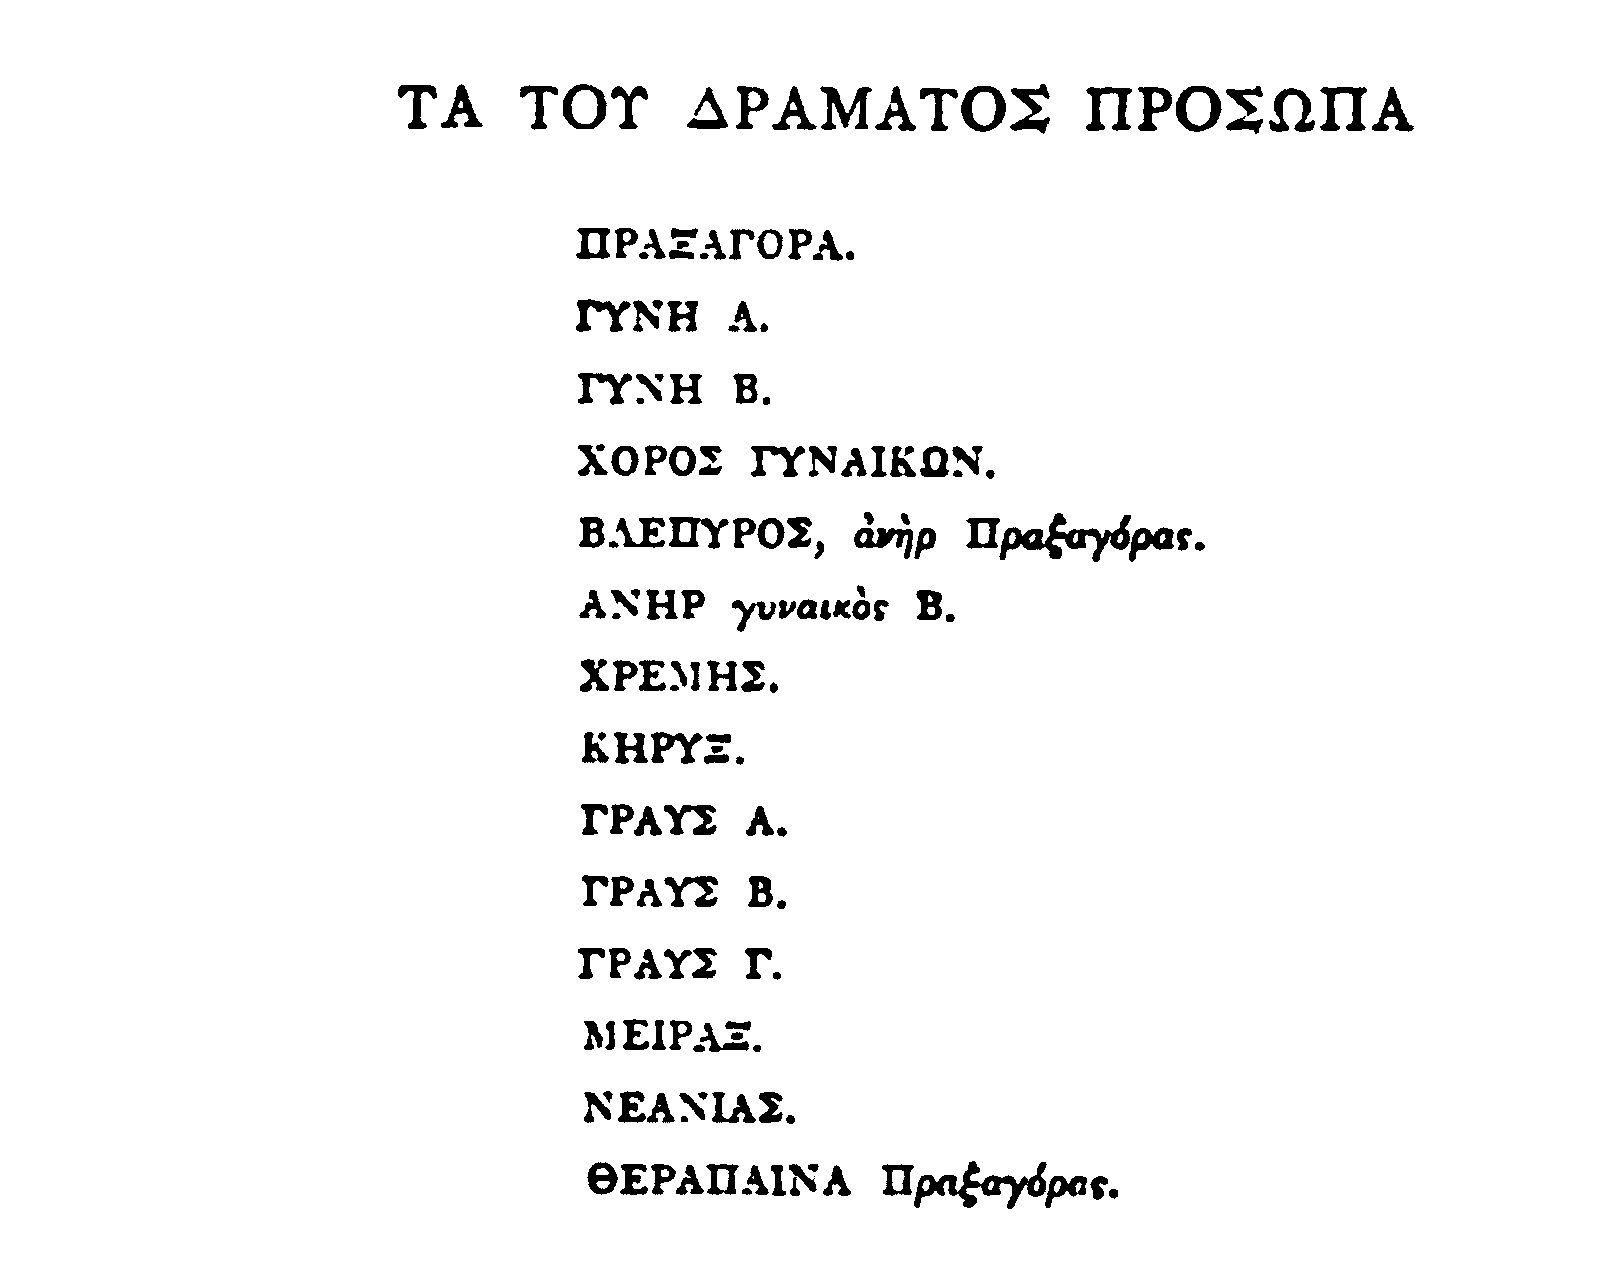 ΤΑ ΤΟΥ ΔΡΑΜΑΤΟΣ ΠΡΟΣΩΠΑ
ΠΡΑΞΑΓΟΡΑ.
ΓΥΝΗ Α.
ΓΥΝΗ Β.
ΧΟΡΟΣ ΓΥΝΑΙΚΩΝ.
ΒΛΕΠΥΡΟΣ, ἀνὴρ Πραξαγόρας.
ΑΝΗΡ γυναικὸς Β.
ΧΡΕΜΗΣ.
ΚΗΡΥΞ.
ΓΡΑΥΣ Α.
ΓΡΑΥΣ Β.
ΓΡΑΥΣ Γ.
ΜΕΙΡΑΞ.
ΝΕΑΝΙΑΣ.
ΘΕΡΑΠΑΙΝΑ Πραξαγόρας.